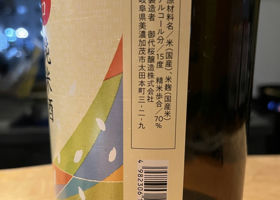 原材料名／米（国産）、米麹（国産米）
アルコール分／15度 精米歩合／70%
製造者 御代桜醸造株式会社
岐阜県美濃加茂市太田本町三-二-九